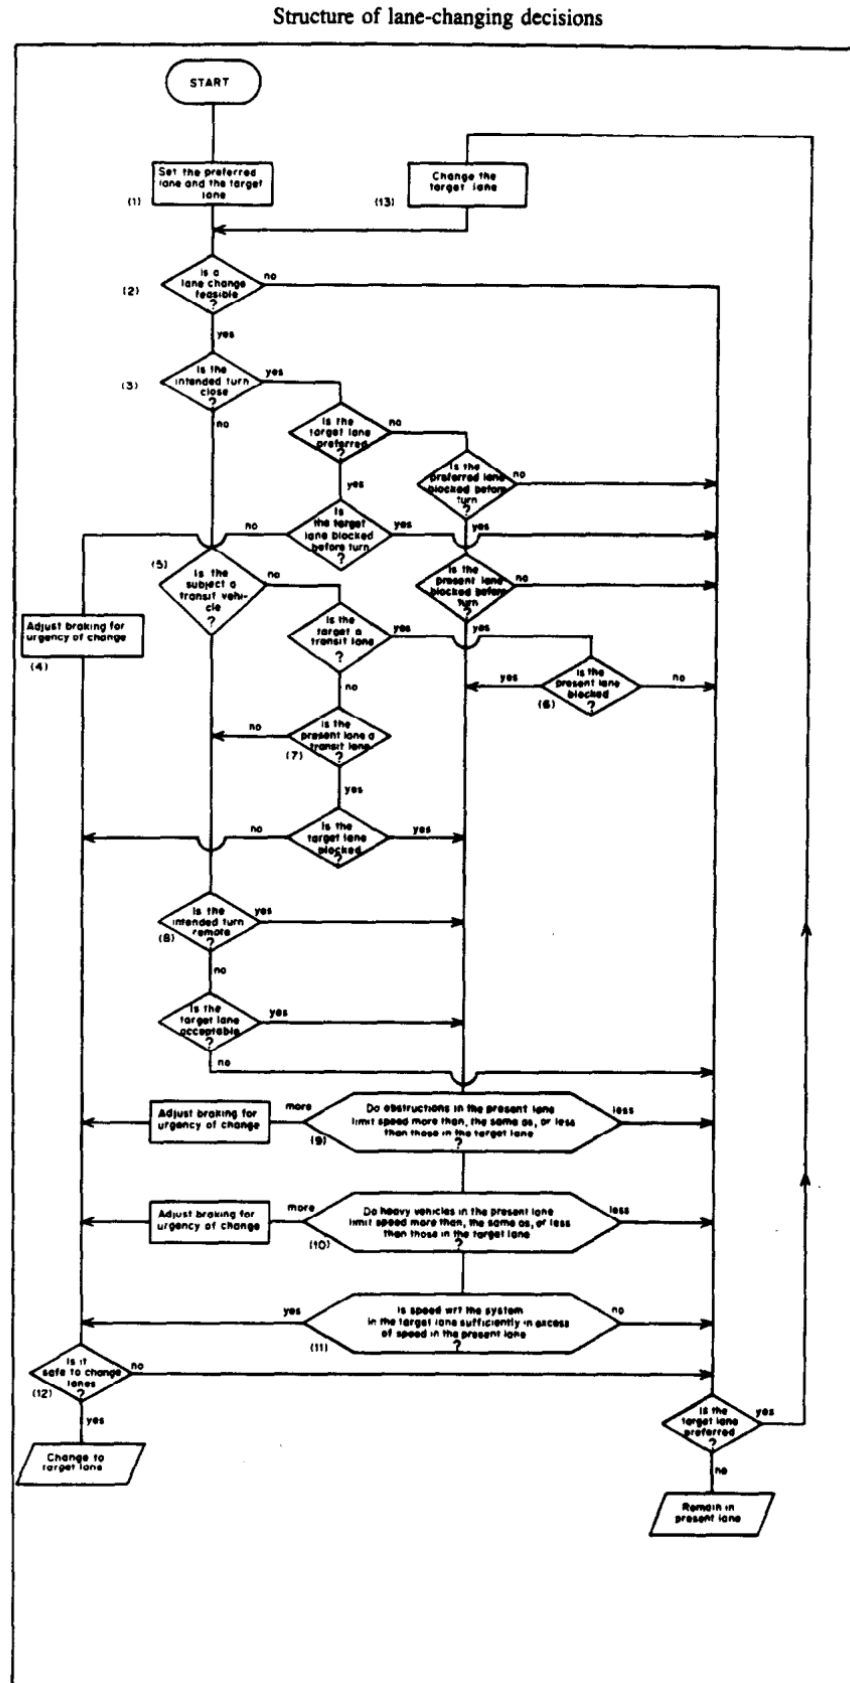 Structure of lane-changing decisions
START
Set the preferred
lane and the target
lane
(1)
Change the
target lane
(13)
Is a
lane change
feasible
?
(2)
no
yes
Is the
intended turn
close
?
(3)
yes
no
Is the
target lane
preferred
?
no
yes
Is the
preferred lane
blocked before
turn
?
no
yes
Is
the target
lane blocked
before turn
?
no
yes
(5)
Is the
subject a
transit vehi-
cle
?
no
Is the
present lane
blocked before
turn
?
no
yes
Adjust braking for
urgency of change
(4)
Is the
target a
transit lane
?
yes
no
Is the
present lane
blocked
?
(6)
yes
no
Is the
present lane a
transit lane
?
(7)
no
yes
Is the
target lane
blocked
?
no
yes
Is the
intended turn
remote
?
(8)
yes
no
Is the
target lane
acceptable
?
yes
no
Adjust braking for
urgency of change
more
Do obstructions in the present lane
limit speed more than, the same as, or less
than those in the target lane
?
(9)
less
Adjust braking for
urgency of change
more
Do heavy vehicles in the present lane
limit speed more than, the same as, or less
than those in the target lane
?
(10)
less
yes
Is speed wrt the system
in the target lane sufficiently in excess
of speed in the present lane
?
(11)
no
Is it
safe to change
lanes
?
(12)
no
yes
Change to
target lane
Is the
target lane
preferred
?
yes
no
Remain in
present lane